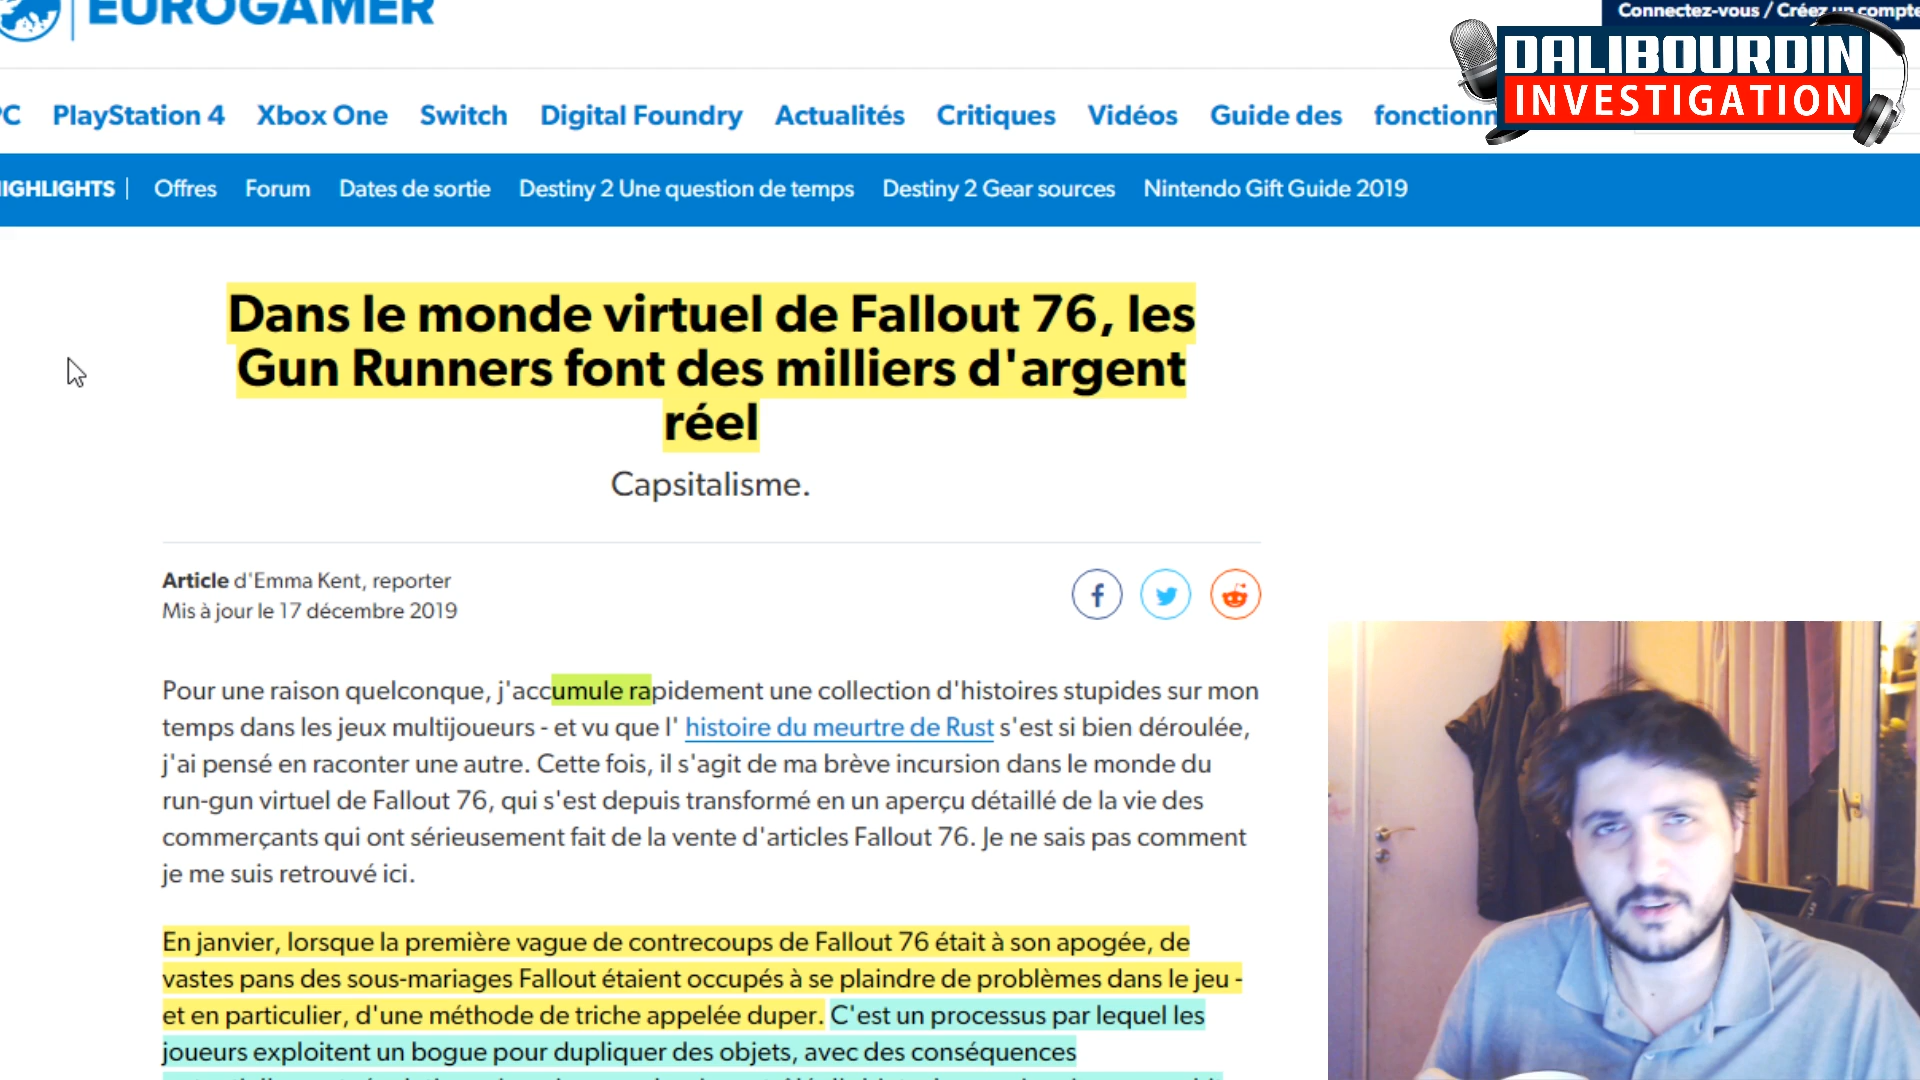 EUROGAMER
Connectez-vous / Créez un compte
DALIBOURDIN
INVESTIGATION
PC PlayStation 4 Xbox One Switch Digital Foundry Actualités Critiques Vidéos Guide des fonctionn
HIGHLIGHTS | Offres Forum Dates de sortie Destiny 2 Une question de temps Destiny 2 Gear sources Nintendo Gift Guide 2019
Dans le monde virtuel de Fallout 76, les
Gun Runners font des milliers d'argent
réel
Capsitalisme.
Article d'Emma Kent, reporter
Mis à jour le 17 décembre 2019
Pour une raison quelconque, j'accumule rapidement une collection d'histoires stupides sur mon
temps dans les jeux multijoueurs - et vu que l' histoire du meurtre de Rust s'est si bien déroulée,
j'ai pensé en raconter une autre. Cette fois, il s'agit de ma brève incursion dans le monde du
run-gun virtuel de Fallout 76, qui s'est depuis transformé en un aperçu détaillé de la vie des
commerçants qui ont sérieusement fait de la vente d'articles Fallout 76. Je ne sais pas comment
je me suis retrouvé ici.
En janvier, lorsque la première vague de contrecoups de Fallout 76 était à son apogée, de
vastes pans des sous-mariages Fallout étaient occupés à se plaindre de problèmes dans le jeu -
et en particulier, d'une méthode de triche appelée duper. C'est un processus par lequel les
joueurs exploitent un bogue pour dupliquer des objets, avec des conséquences